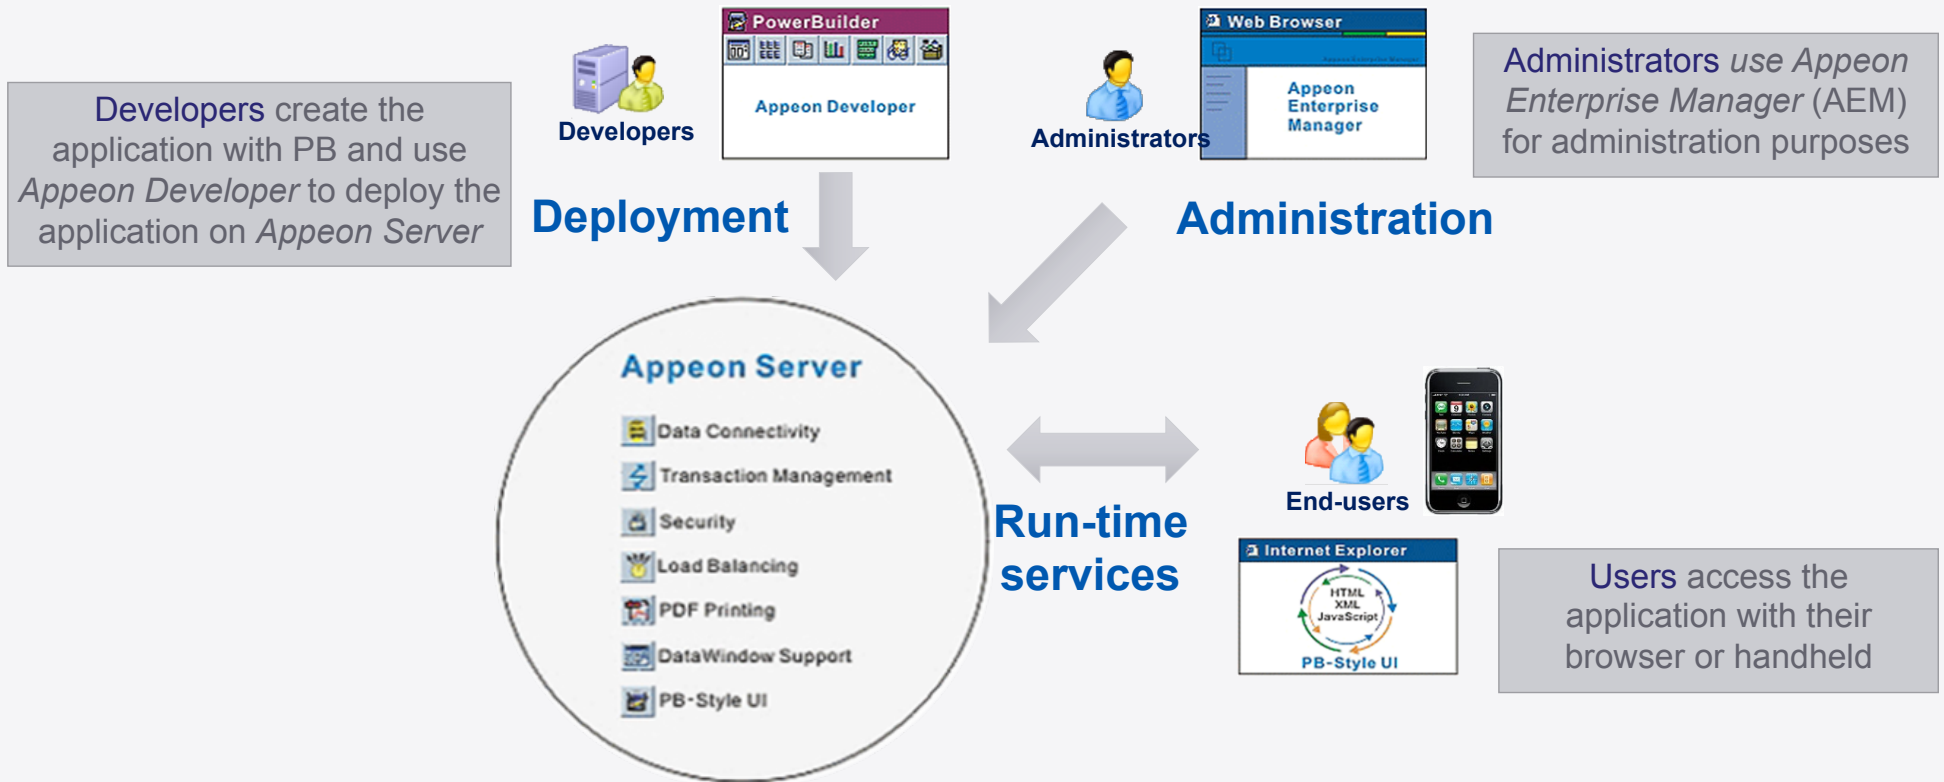 Developers create the
application with PB and use
Appeon Developer to deploy the
application on Appeon Server
Developers
PowerBuilder
Appeon Developer
Administrators
Web Browser
Appeon Enterprise Manager
Appeon
Enterprise
Manager
Administrators use Appeon
Enterprise Manager (AEM)
for administration purposes
Deployment
Administration
Appeon Server
Data Connectivity
Transaction Management
Security
Load Balancing
PDF Printing
DataWindow Support
PB-Style UI
Run-time
services
End-users
Internet Explorer
HTML
XML
JavaScript
PB-Style UI
Users access the
application with their
browser or handheld